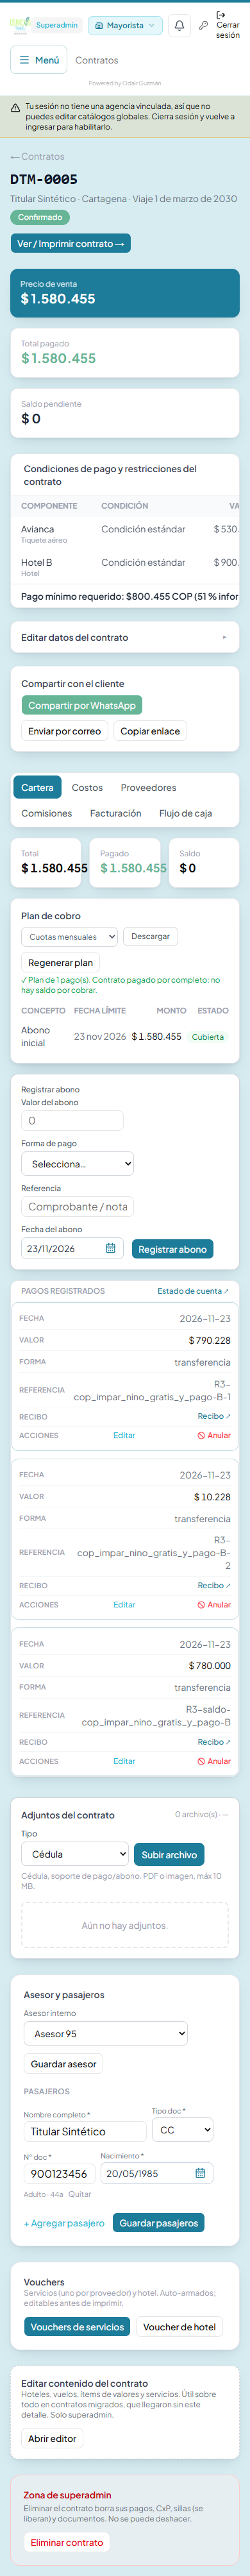 Superadmin
Mayorista
Cerrar sesión
Menú
Contratos
Powered by Odair Guzmán
Tu sesión no tiene una agencia vinculada, así que no puedes editar catálogos globales. Cierra sesión y vuelve a ingresar para habilitarlo.
← Contratos
DTM-0005
Titular Sintético · Cartagena · Viaje 1 de marzo de 2030
Confirmado
Ver / Imprimir contrato →
Precio de venta
$ 1.580.455
Total pagado
$ 1.580.455
Saldo pendiente
$ 0
Condiciones de pago y restricciones del contrato
COMPONENTE CONDICIÓN VA
Avianca Condición estándar $ 530.
Tiquete aéreo
Hotel B Condición estándar $ 900.
Hotel
Pago mínimo requerido: $800.455 COP (51 % infor
Editar datos del contrato
Compartir con el cliente
Compartir por WhatsApp
Enviar por correo
Copiar enlace
Cartera Costos Proveedores
Comisiones Facturación Flujo de caja
Total Pagado Saldo
$ 1.580.455 $ 1.580.455 $ 0
Plan de cobro
Cuotas mensuales
Descargar
Regenerar plan
✓ Plan de 1 pago(s). Contrato pagado por completo: no hay saldo por cobrar.
CONCEPTO FECHA LÍMITE MONTO ESTADO
Abono inicial 23 nov 2026 $ 1.580.455 Cubierta
Registrar abono
Valor del abono
0
Forma de pago
Selecciona...
Referencia
Comprobante / nota
Fecha del abono
23/11/2026
Registrar abono
PAGOS REGISTRADOS Estado de cuenta ↗
FECHA 2026-11-23
VALOR $ 790.228
FORMA transferencia
REFERENCIA R3-cop_impar_nino_gratis_y_pago-B-1
RECIBO Recibo ↗
ACCIONES Editar Anular
FECHA 2026-11-23
VALOR $ 10.228
FORMA transferencia
REFERENCIA R3-cop_impar_nino_gratis_y_pago-B-2
RECIBO Recibo ↗
ACCIONES Editar Anular
FECHA 2026-11-23
VALOR $ 780.000
FORMA transferencia
REFERENCIA R3-saldo-cop_impar_nino_gratis_y_pago-B
RECIBO Recibo ↗
ACCIONES Editar Anular
Adjuntos del contrato 0 archivo(s) · —
Tipo
Cédula
Subir archivo
Cédula, soporte de pago/abono. PDF o imagen, máx 10 MB.
Aún no hay adjuntos.
Asesor y pasajeros
Asesor interno
Asesor 95
Guardar asesor
PASAJEROS
Nombre completo * Tipo doc *
Titular Sintético CC
N° doc * Nacimiento *
900123456 20/05/1985
Adulto · 44a Quitar
+ Agregar pasajero
Guardar pasajeros
Vouchers
Servicios (uno por proveedor) y hotel. Auto-armados; editables antes de imprimir.
Vouchers de servicios
Voucher de hotel
Editar contenido del contrato
Hoteles, vuelos, ítems de valores y servicios. Útil sobre todo en contratos migrados, que llegaron sin este detalle. Solo superadmin.
Abrir editor
Zona de superadmin
Eliminar el contrato borra sus pagos, CxP, sillas (se liberan) y documentos. No se puede deshacer.
Eliminar contrato